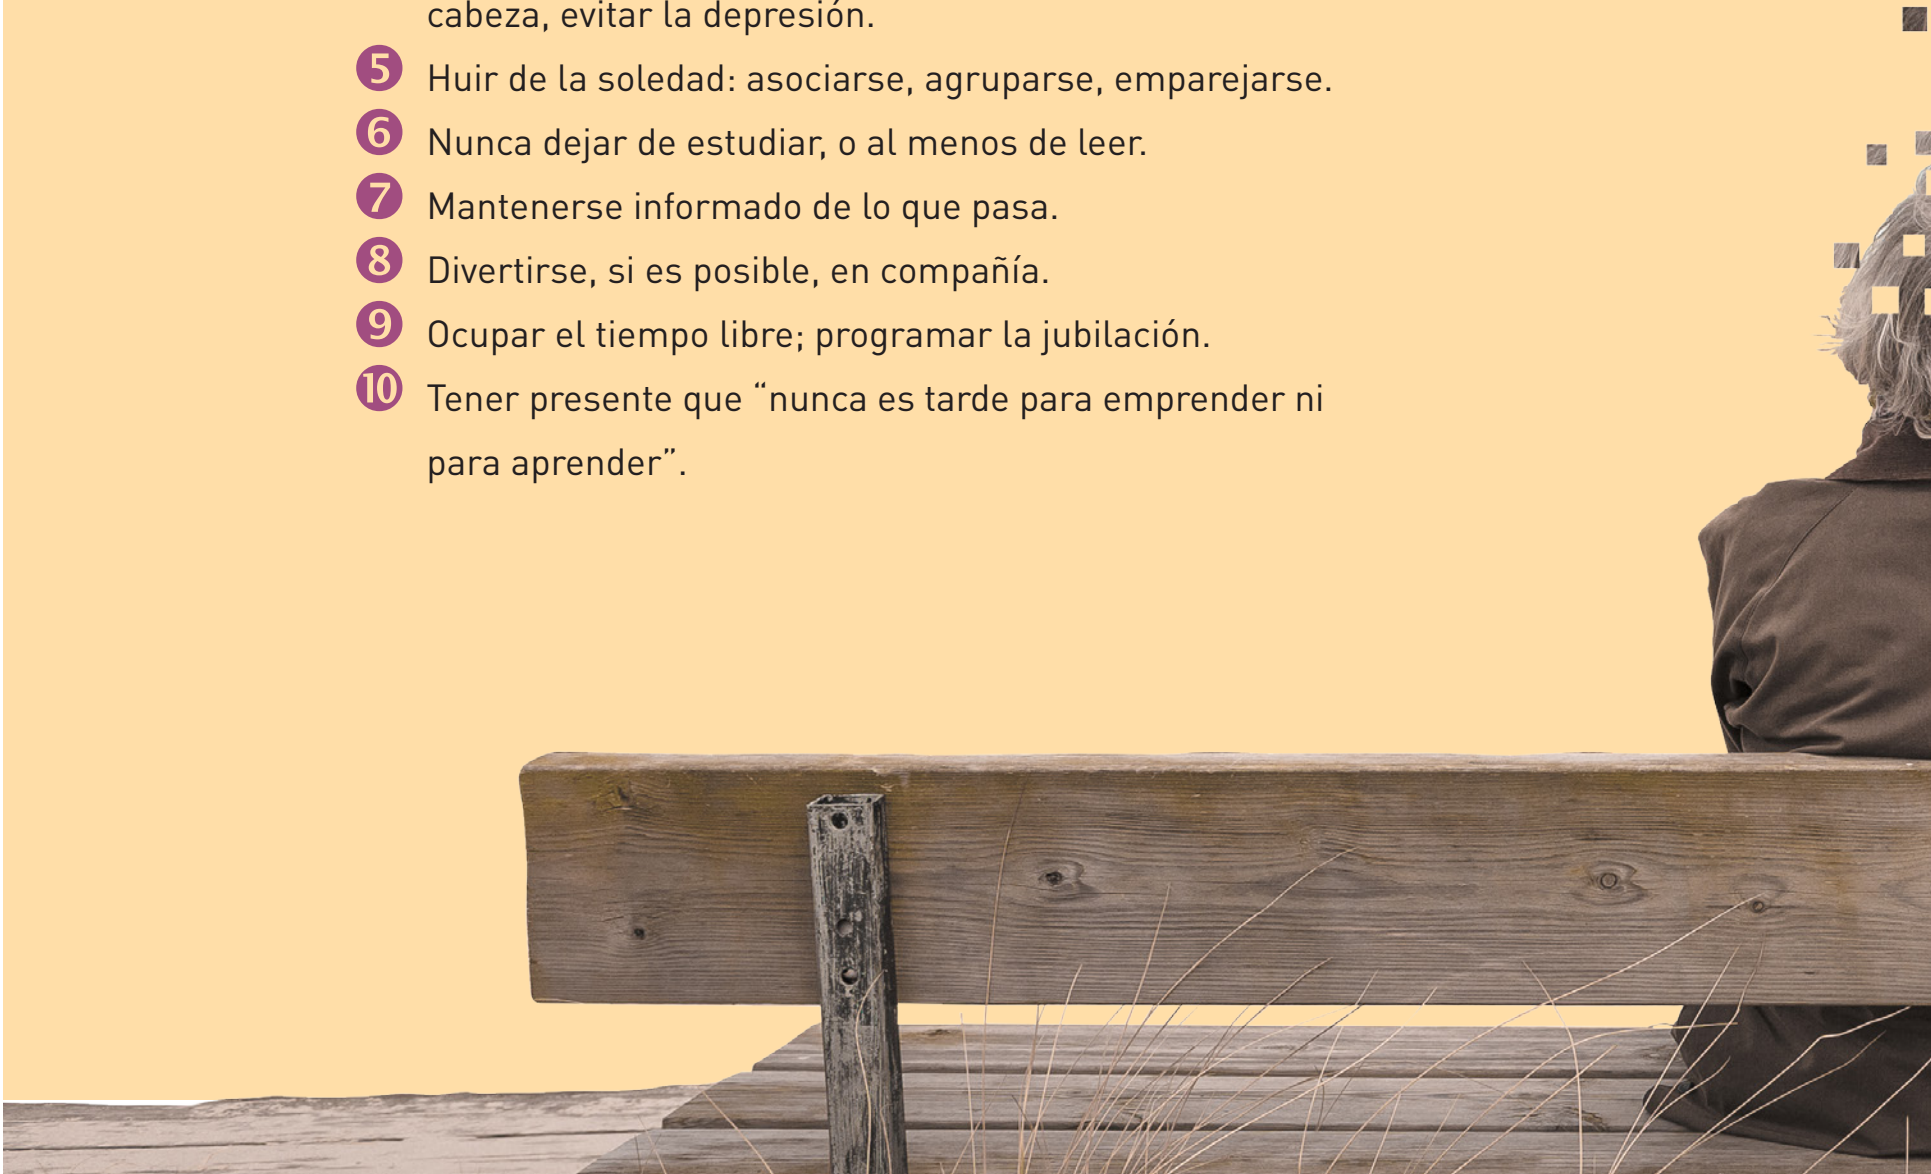 cabeza, evitar la depresión.
5 Huir de la soledad: asociarse, agruparse, emparejarse.
6 Nunca dejar de estudiar, o al menos de leer.
7 Mantenerse informado de lo que pasa.
8 Divertirse, si es posible, en compañía.
9 Ocupar el tiempo libre; programar la jubilación.
10 Tener presente que “nunca es tarde para emprender ni
para aprender”.